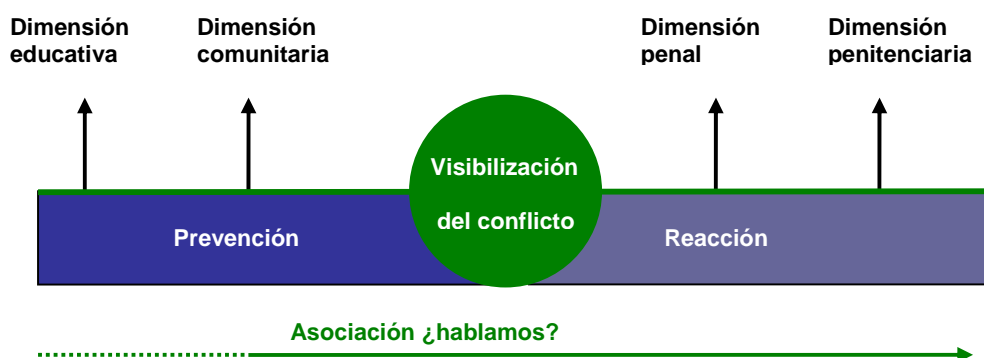 Dimensión
educativa
Dimensión
comunitaria
Dimensión
penal
Dimensión
penitenciaria
Visibilización
del conflicto
Prevención
Reacción
Asociación ¿hablamos?